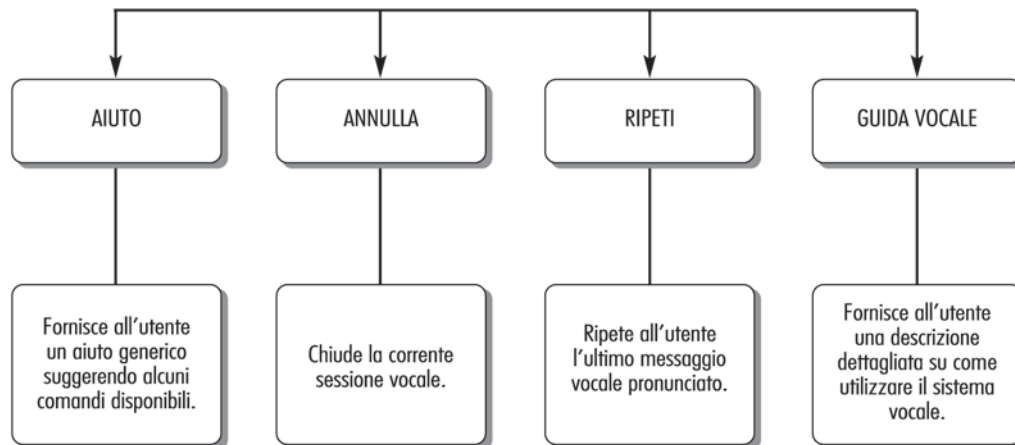 AIUTO
ANNULLA
RIPETI
GUIDA VOCALE
Fornisce all'utente
un aiuto generico
suggerendo alcuni
comandi disponibili.
Chiude la corrente
sessione vocale.
Ripete all'utente
l'ultimo messaggio
vocale pronunciato.
Fornisce all'utente
una descrizione
dettagliata su come
utilizzare il sistema
vocale.